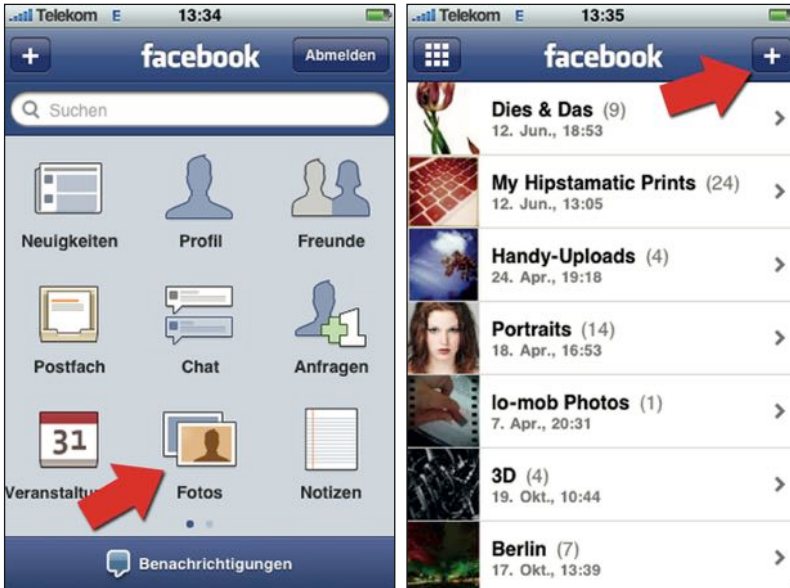 Telekom E 13:34
+ facebook Abmelden
Suchen
Neuigkeiten Profil Freunde
Postfach Chat Anfragen
31
Fotos Notizen
Benachrichtigungen
Telekom E 13:35
facebook +
Dies & Das (9)
12. Jun., 18:53
My Hipstamatic Prints (24)
12. Jun., 13:05
Handy-Uploads (4)
24. Apr., 19:18
Portraits (14)
18. Apr., 16:53
lo-mob Photos (1)
7. Apr., 20:31
3D (4)
19. Okt., 10:44
Berlin (7)
17. Okt., 13:39